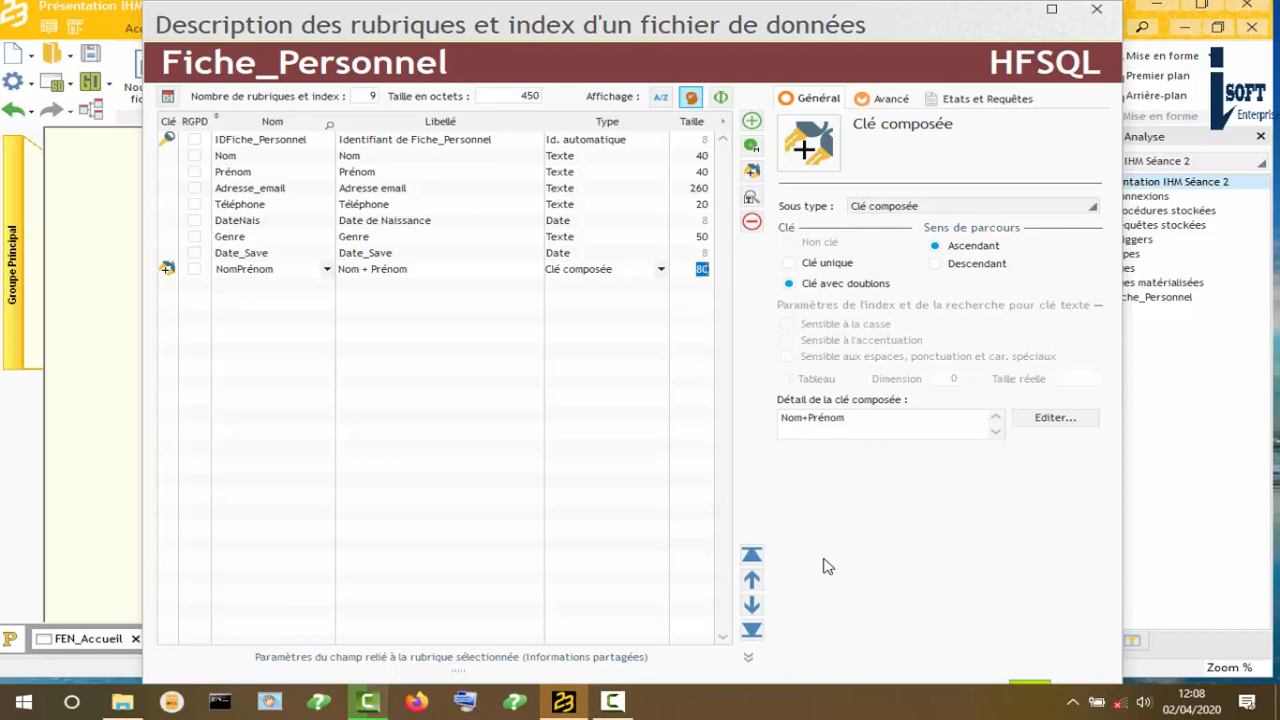 Présentation IHM
Description des rubriques et index d'un fichier de données
Fiche_Personnel HFSQL
Nombre de rubriques et index : 9 Taille en octets : 450 Affichage : A/Z
Clé RGPD Nom Libellé Type Taille
IDFiche_Personnel Identifiant de Fiche_Personnel Id. automatique 8
Nom Nom Texte 40
Prénom Prénom Texte 40
Adresse_email Adresse email Texte 260
Téléphone Téléphone Texte 20
DateNais Date de Naissance Date 8
Genre Genre Texte 50
Date_Save Date_Save Date 8
NomPrénom Nom + Prénom Clé composée 80
Paramètres du champ relié à la rubrique sélectionnée (Informations partagées)
Général Avancé Etats et Requêtes
Clé composée
Sous type : Clé composée
Clé Sens de parcours
Non clé Ascendant
Clé unique Descendant
Clé avec doublons
Paramètres de l'index et de la recherche pour clé texte
Sensible à la casse
Sensible à l'accentuation
Sensible aux espaces, ponctuation et car. spéciaux
Tableau Dimension 0 Taille réelle
Détail de la clé composée :
Nom+Prénom Editer...
Mise en forme
Premier plan
Arrière-plan
Mise en forme
SOFT
Enterprise
Analyse
IHM Séance 2
ntation IHM Séance 2
onnexions
océdures stockées
equêtes stockées
iggers
pes
es matérialisées
che_Personnel
GO
Groupe Principal
FEN_Accueil
Zoom %
12:08
02/04/2020